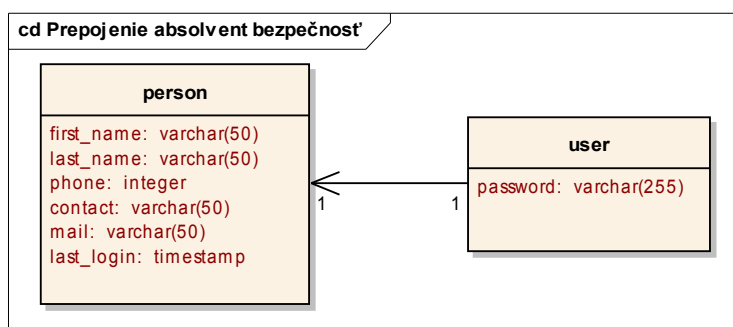 cd Prepojenie absolvent bezpečnosť
person
first_name: varchar(50)
last_name: varchar(50)
phone: integer
contact: varchar(50)
mail: varchar(50)
last_login: timestamp
user
password: varchar(255)
1
1